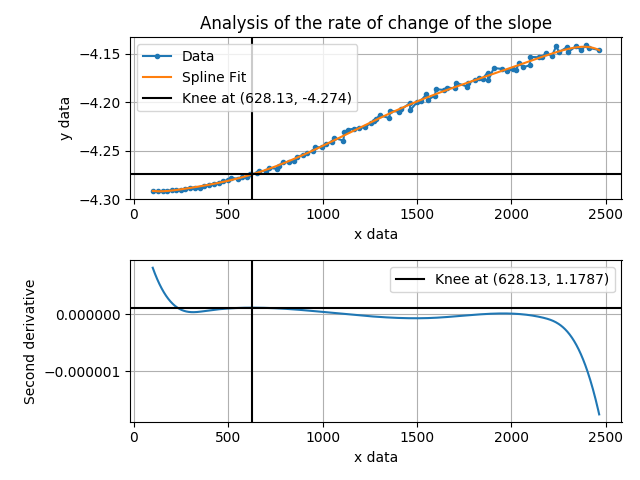 Analysis of the rate of change of the slope
Data
Spline Fit
Knee at (628.13, -4.274)
y data
−4.15
−4.20
−4.25
−4.30
0 500 1000 1500 2000 2500
x data
Knee at (628.13, 1.1787)
Second derivative
0.000000
−0.000001
0 500 1000 1500 2000 2500
x data